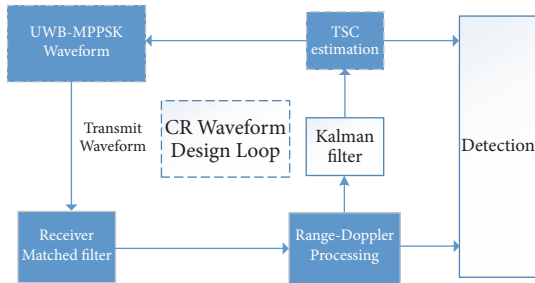 UWB-MPPSK
Waveform
TSC
estimation
Transmit
Waveform
CR Waveform
Design Loop
Kalman
filter
Detection
Receiver
Matched filter
Range-Doppler
Processing